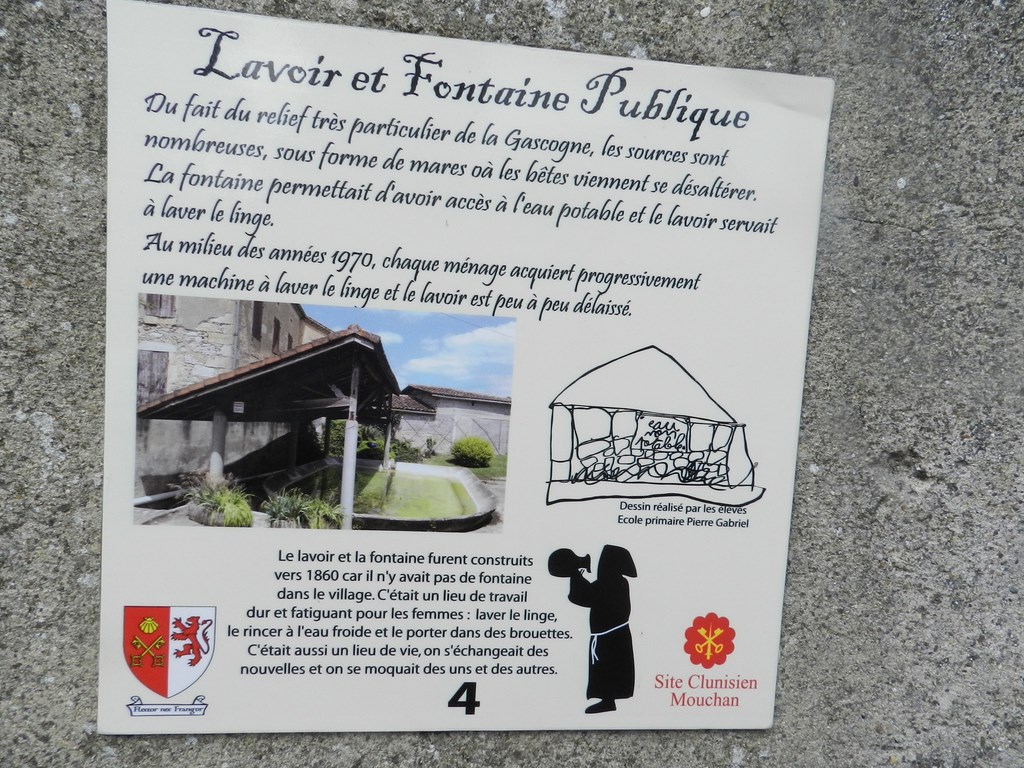 Lavoir et Fontaine Publique
Du fait du relief très particulier de la Gascogne, les sources sont
nombreuses, sous forme de mares oà les bêtes viennent se désaltérer.
La fontaine permettait d'avoir accès à l'eau potable et le lavoir servait
à laver le linge.
Au milieu des années 1970, chaque ménage acquiert progressivement
une machine à laver le linge et le lavoir est peu à peu délaissé.
eau
non
potable
Dessin réalisé par les élèves
Ecole primaire Pierre Gabriel
Le lavoir et la fontaine furent construits
vers 1860 car il n'y avait pas de fontaine
dans le village. C'était un lieu de travail
dur et fatiguant pour les femmes : laver le linge,
le rincer à l'eau froide et le porter dans des brouettes.
C'était aussi un lieu de vie, on s'échangeait des
nouvelles et on se moquait des uns et des autres.
Flector nec Frangor
4
Site Clunisien
Mouchan